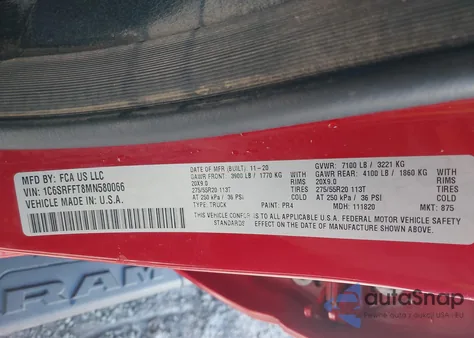 MFD BY: FCA US LLC
VIN: 1C6SRFFT8MN580066
VEHICLE MADE IN: U.S.A.
DATE OF MFR (BUILT): 11-20 GVWR: 7100 LB / 3221 KG
GAWR FRONT: 3900 LB / 1770 KG WITH GAWR REAR: 4100 LB / 1860 KG WITH
20X9.0 RIMS 20X9.0 RIMS
275/55R20 113T TIRES 275/55R20 113T TIRES
AT 250 kPa / 36 PSI COLD AT 250 kPa / 36 PSI COLD
TYPE: TRUCK PAINT: PR4 MDH: 111820 MKT: 875
THIS VEHICLE CONFORMS TO ALL APPLICABLE U.S.A. FEDERAL MOTOR VEHICLE SAFETY
STANDARDS EFFECT ON THE DATE OF MANUFACTURE SHOWN ABOVE.
RAM
autaSnap